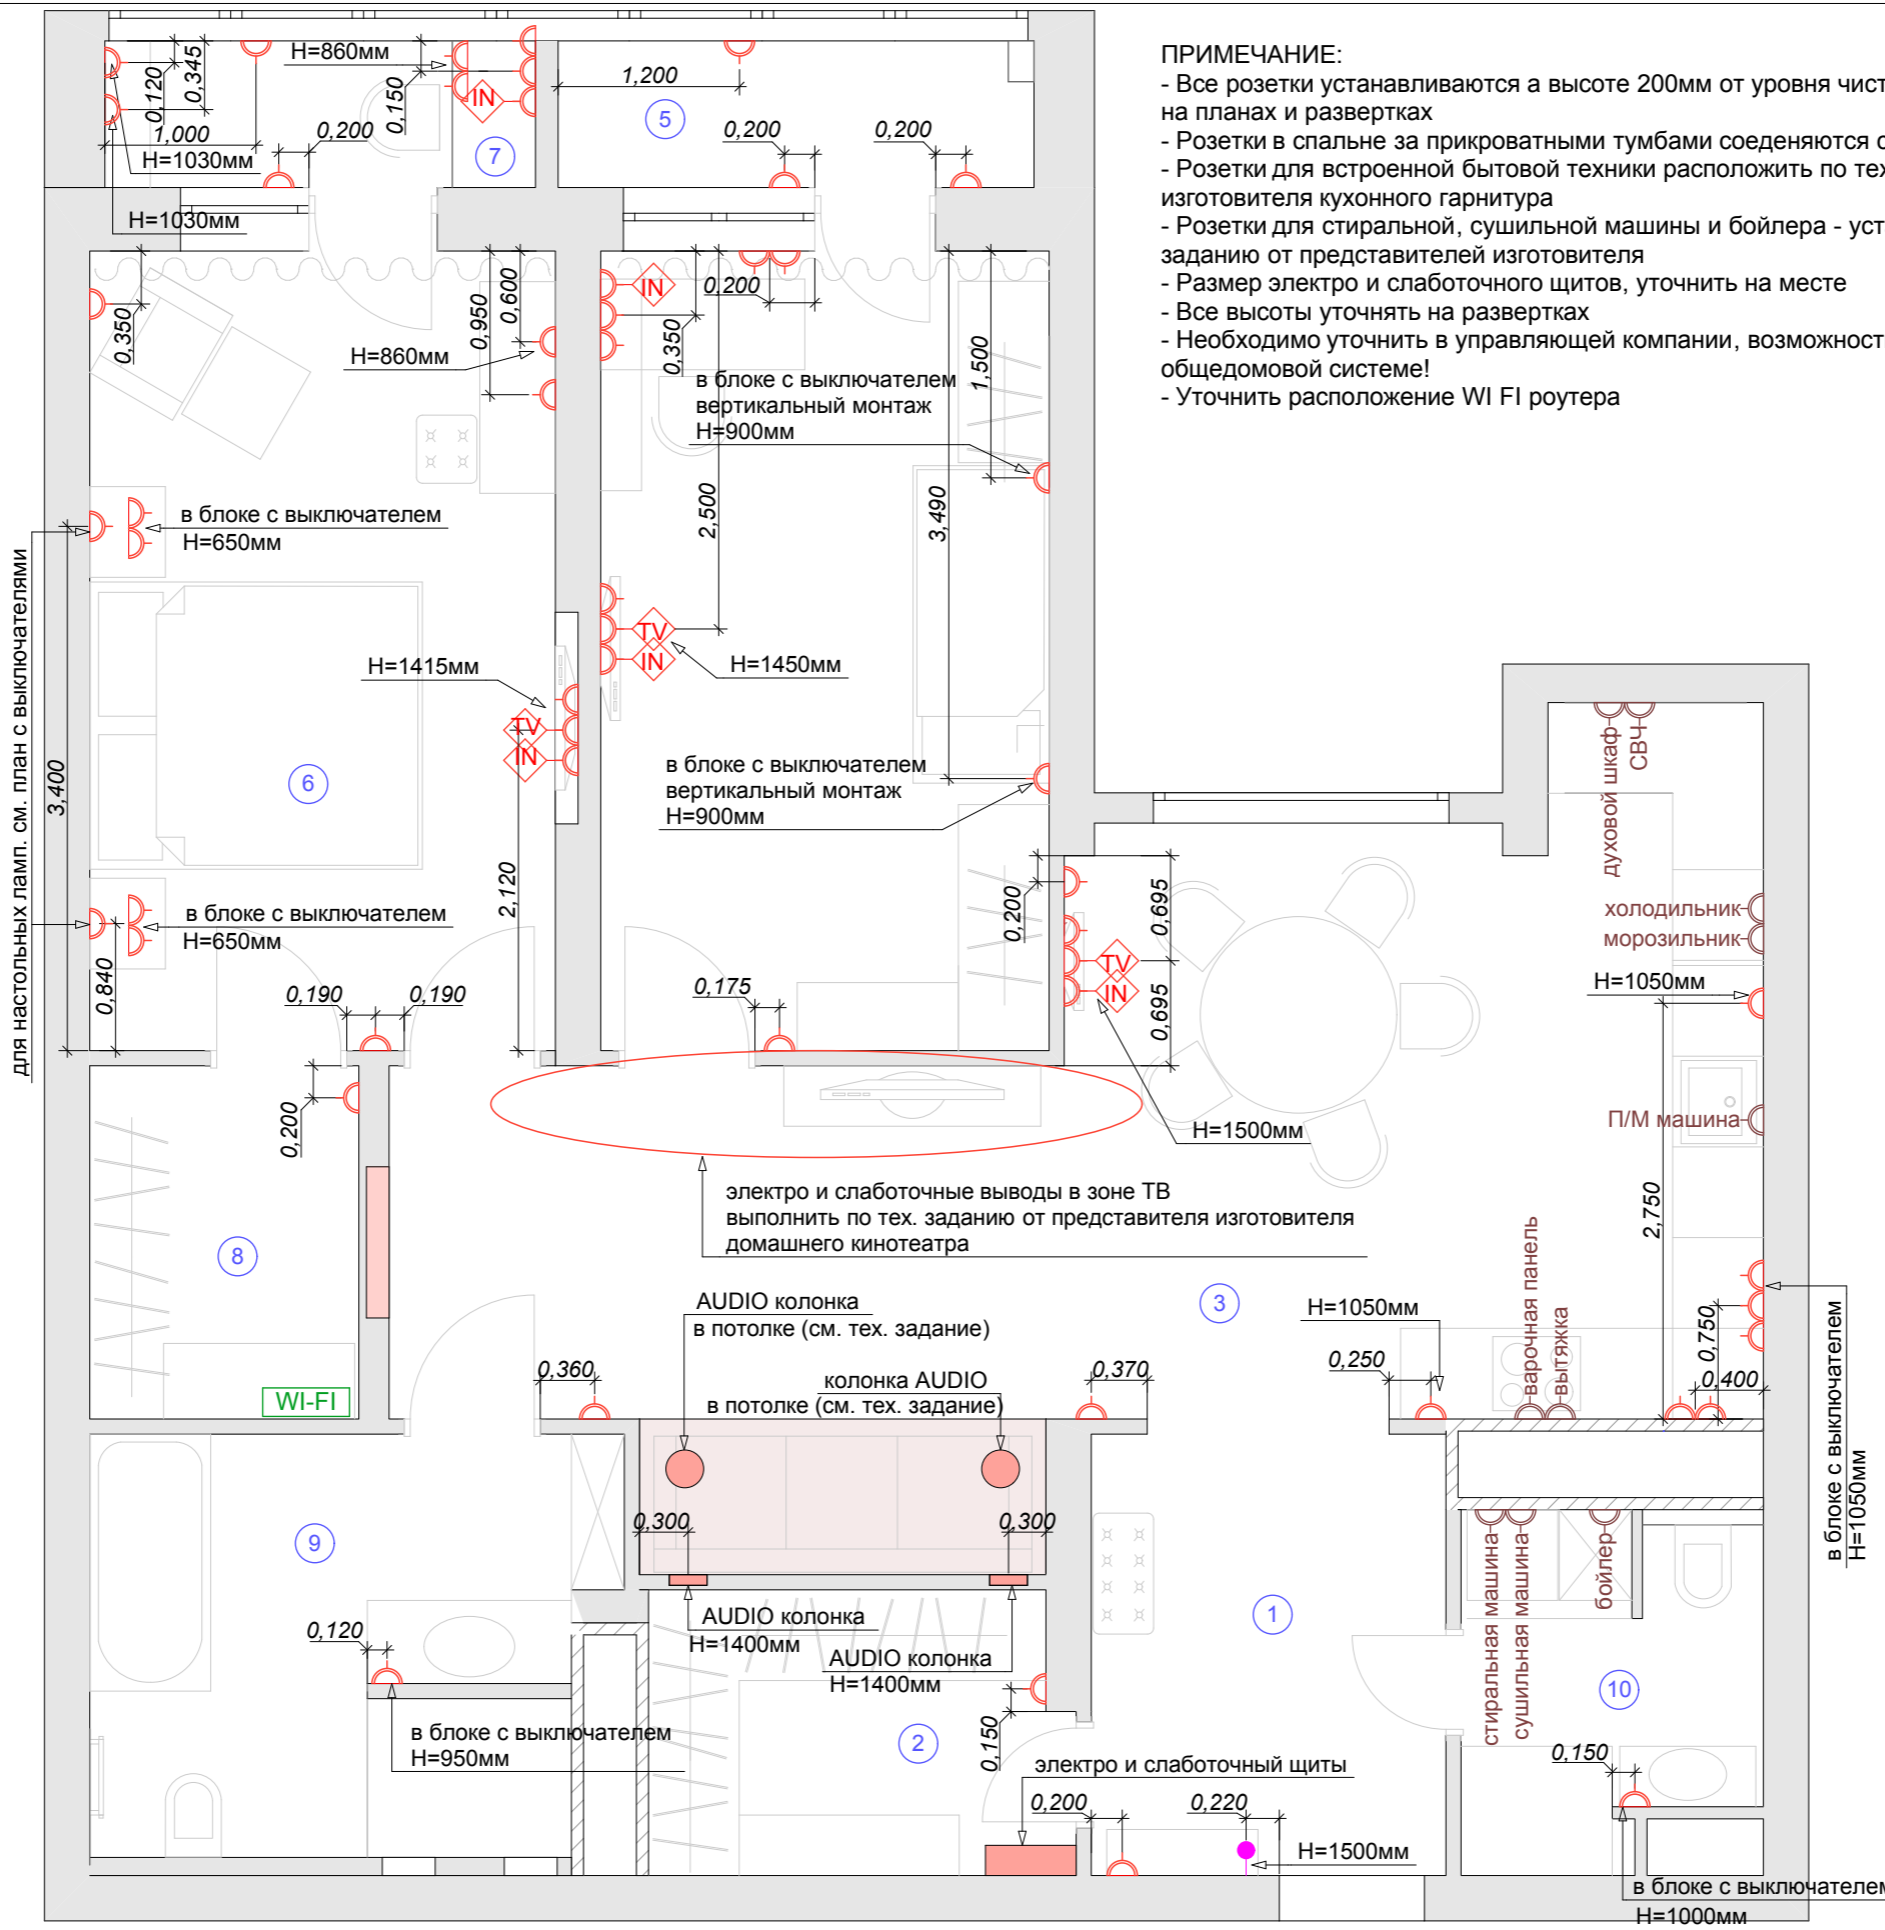 ПРИМЕЧАНИЕ:
- Все розетки устанавливаются а высоте 200мм от уровня чист
на планах и развертках
- Розетки в спальне за прикроватными тумбами соеденяются с
- Розетки для встроенной бытовой техники расположить по тех
изготовителя кухонного гарнитура
- Розетки для стиральной, сушильной машины и бойлера - уст
заданию от представителей изготовителя
- Размер электро и слаботочного щитов, уточнить на месте
- Все высоты уточнять на развертках
- Необходимо уточнить в управляющей компании, возможност
общедомовой системе!
- Уточнить расположение WI FI роутера
H=860мм
0,120
0,345
0,150
1,000
0,200
H=1030мм
H=1030мм
IN
7
1,200
5
0,200
0,200
0,350
0,950
0,600
H=860мм
IN
0,200
0,350
1,500
в блоке с выключателем
вертикальный монтаж
H=900мм
2,500
3,490
в блоке с выключателем
H=650мм
для настольных ламп. см. план с выключателями
3,400
H=1415мм
TV
IN
TV
IN
H=1450мм
6
2,120
в блоке с выключателем
вертикальный монтаж
H=900мм
в блоке с выключателем
H=650мм
0,840
0,190
0,190
0,175
0,200
0,695
0,695
TV
IN
H=1500мм
духовой шкаф
СВЧ
холодильник
морозильник
H=1050мм
П/М машина
2,750
0,200
электро и слаботочные выводы в зоне ТВ
выполнить по тех. заданию от представителя изготовителя
домашнего кинотеатра
8
WI-FI
AUDIO колонка
в потолке (см. тех. задание)
колонка AUDIO
в потолке (см. тех. задание)
3
H=1050мм
варочная панель
вытяжка
0,750
0,400
0,250
0,360
0,370
в блоке с выключателем
H=1050мм
0,300
0,300
9
AUDIO колонка
H=1400мм
AUDIO колонка
H=1400мм
0,120
в блоке с выключателем
H=950мм
1
стиральная машина
сушильная машина
бойлер
10
2
0,150
электро и слаботочный щиты
0,200
0,220
H=1500мм
0,150
в блоке с выключателем
H=1000мм